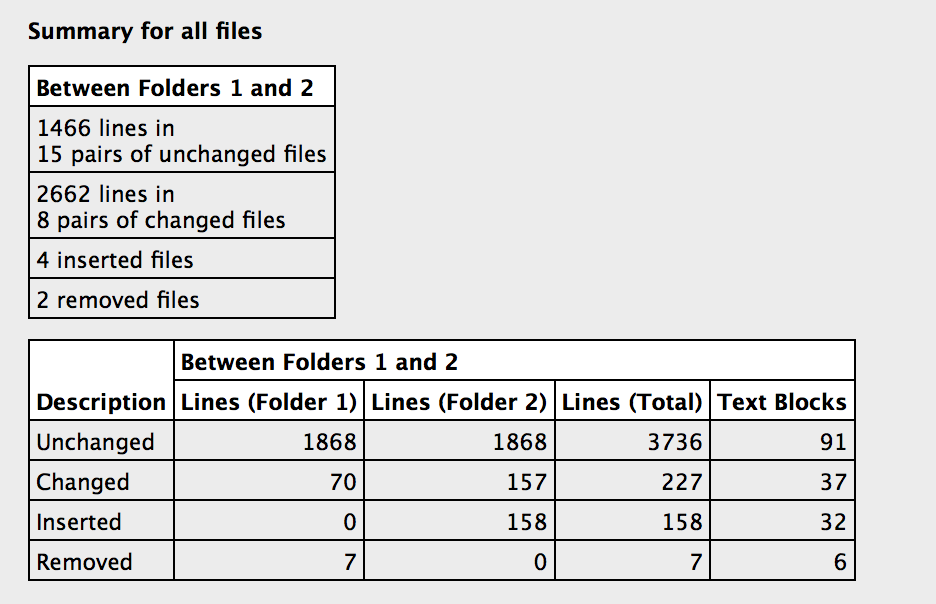 Summary for all files
Between Folders 1 and 2
1466 lines in
15 pairs of unchanged files
2662 lines in
8 pairs of changed files
4 inserted files
2 removed files
Between Folders 1 and 2
Description Lines (Folder 1) Lines (Folder 2) Lines (Total) Text Blocks
Unchanged 1868 1868 3736 91
Changed 70 157 227 37
Inserted 0 158 158 32
Removed 7 0 7 6